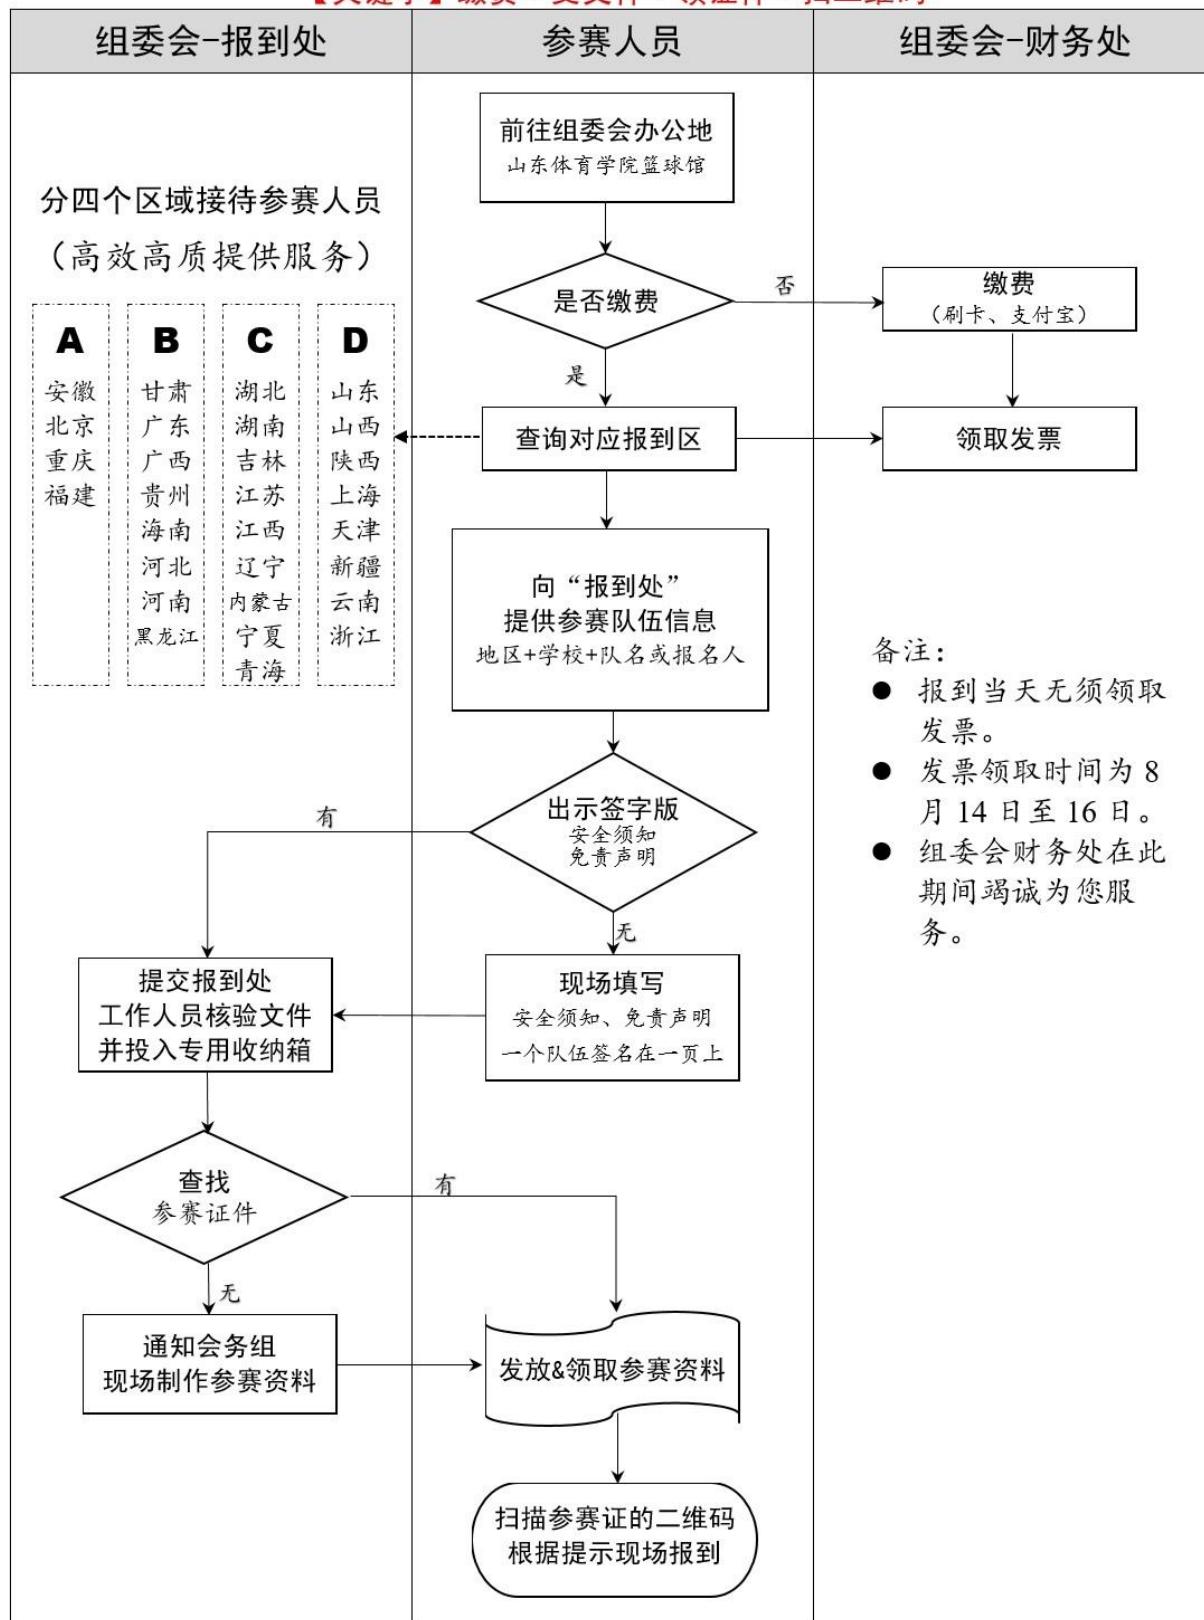 组委会-报到处
参赛人员
组委会-财务处
前往组委会办公地
山东体育学院篮球馆
分四个区域接待参赛人员
（高效高质提供服务）
是否缴费
否
缴费
（刷卡、支付宝）
是
A
安徽
北京
重庆
福建
B
甘肃
广东
广西
贵州
海南
河北
河南
黑龙江
C
湖北
湖南
吉林
江苏
江西
辽宁
内蒙古
宁夏
青海
D
山东
山西
陕西
上海
天津
新疆
云南
浙江
查询对应报到区
领取发票
向“报到处”
提供参赛队伍信息
地区+学校+队名或报名人
备注：
● 报到当天无须领取
发票。
● 发票领取时间为 8
月 14 日至 16 日。
● 组委会财务处在此
期间竭诚为您服
务。
出示签字版
安全须知
免责声明
有
无
提交报到处
工作人员核验文件
并投入专用收纳箱
现场填写
安全须知、免责声明
一个队伍签名在一页上
查找
参赛证件
有
无
通知会务组
现场制作参赛资料
发放&领取参赛资料
扫描参赛证的二维码
根据提示现场报到